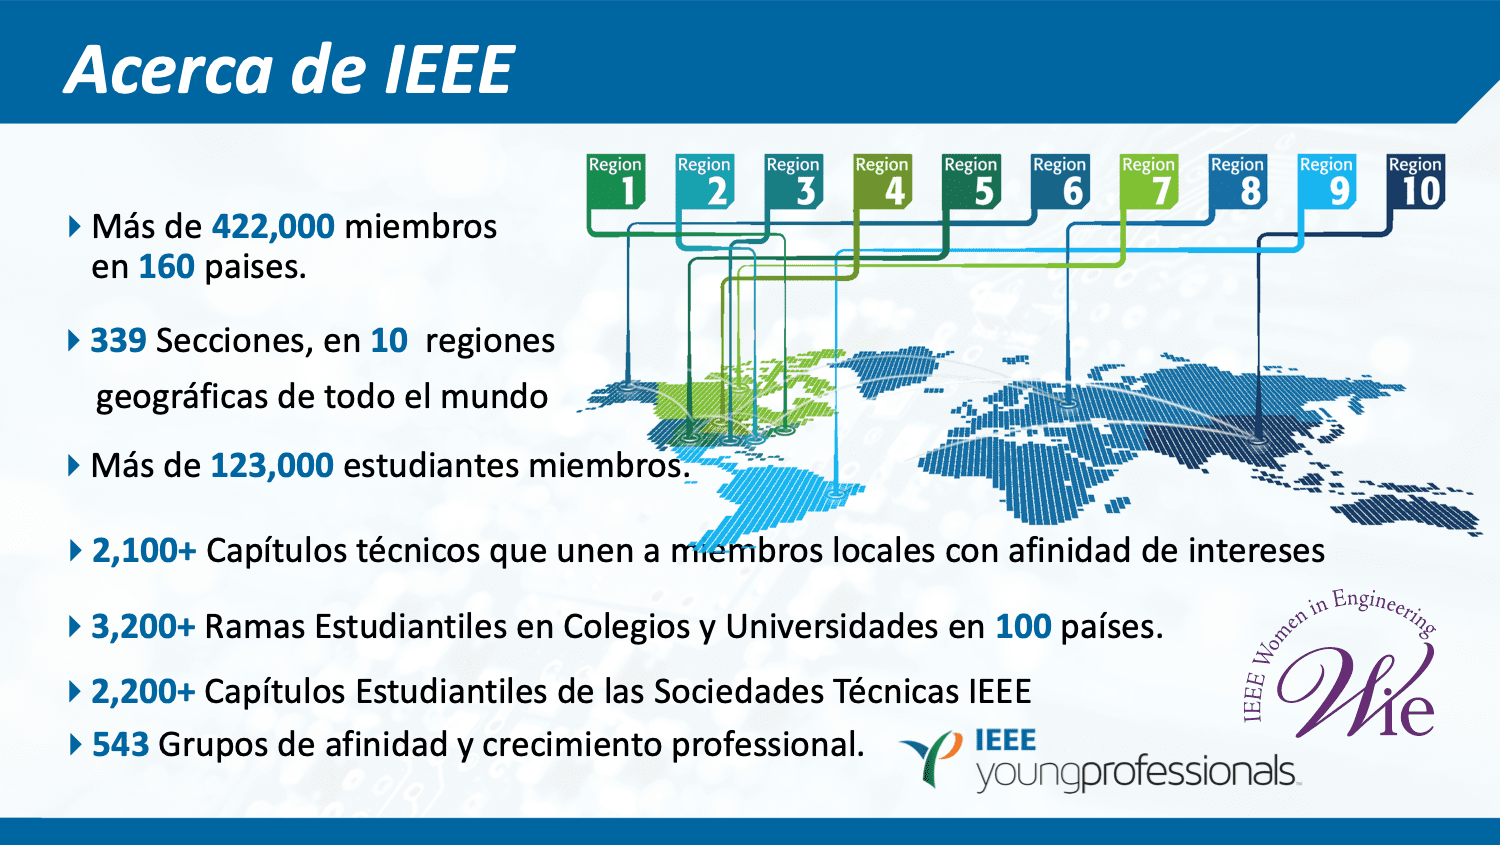 Acerca de IEEE
Region 1
Region 2
Region 3
Region 4
Region 5
Region 6
Region 7
Region 8
Region 9
Region 10
Más de 422,000 miembros
en 160 paises.
339 Secciones, en 10 regiones
geográficas de todo el mundo
Más de 123,000 estudiantes miembros.
2,100+ Capítulos técnicos que unen a miembros locales con afinidad de intereses
3,200+ Ramas Estudiantiles en Colegios y Universidades en 100 países.
2,200+ Capítulos Estudiantiles de las Sociedades Técnicas IEEE
543 Grupos de afinidad y crecimiento professional.
IEEE
youngprofessionals
IEEE Women in Engineering
Wie